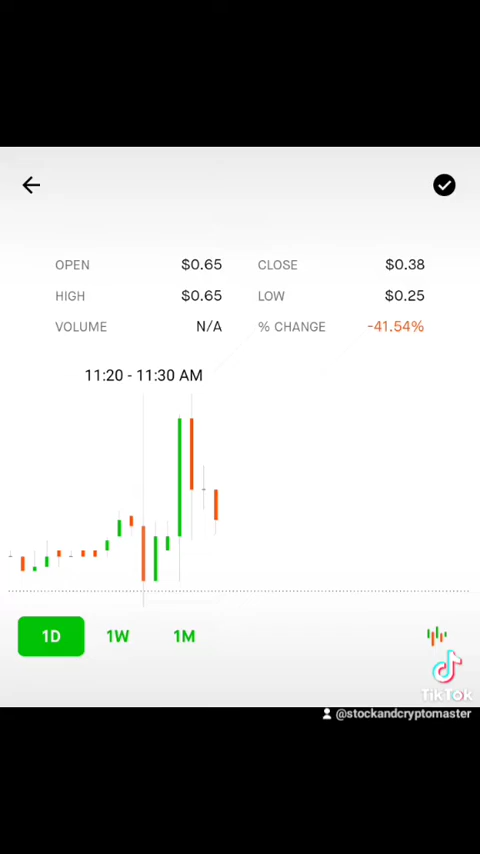 OPEN $0.65 CLOSE $0.38
HIGH $0.65 LOW $0.25
VOLUME N/A % CHANGE -41.54%
11:20 - 11:30 AM
1D 1W 1M
TikTok
@stockandcryptomaster